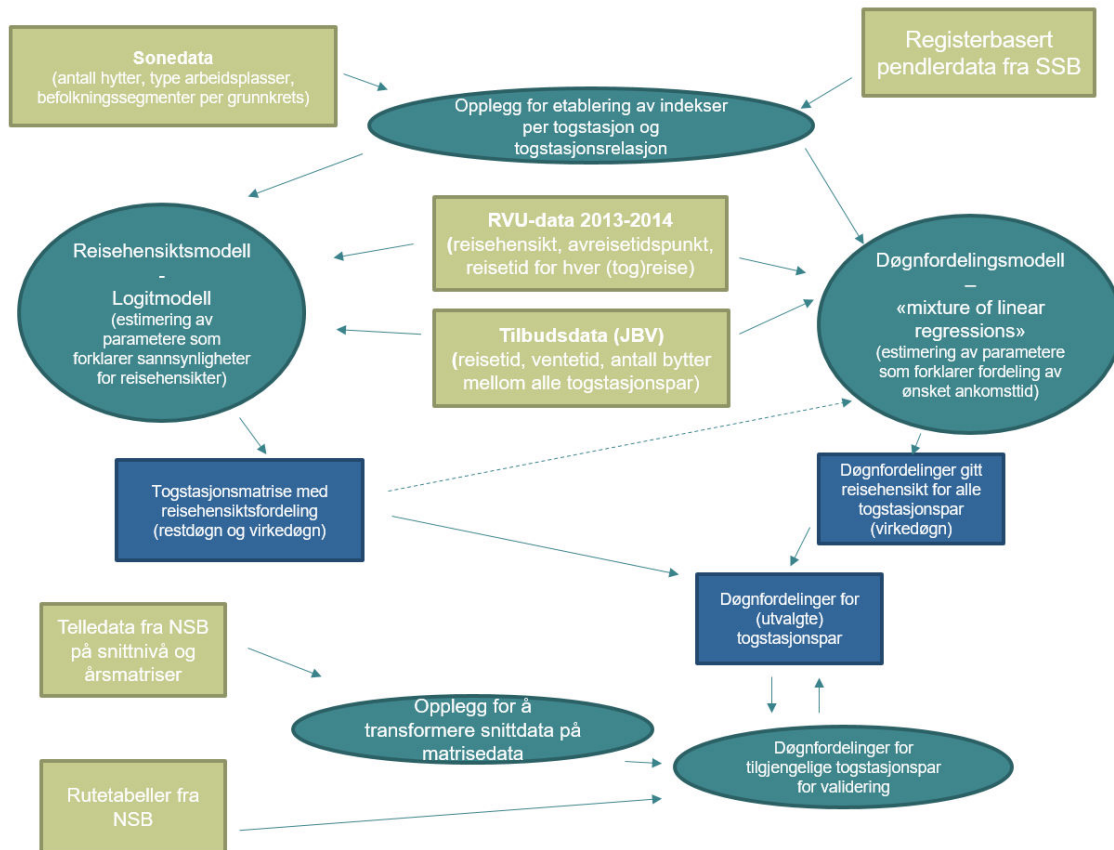 Sonedata
(antall hytter, type arbeidsplasser,
befolkningssegmenter per grunnkrets)
Registerbasert
pendlerdata fra SSB
Opplegg for etablering av indekser
per togstasjon og
togstasjonsrelasjon
RVU-data 2013-2014
(reisehensikt, avreisetidspunkt,
reisetid for hver (tog)reise)
Reisehensiktsmodell
-
Logitmodell
(estimering av
parametere som
forklarer sannsynligheter
for reisehensikter)
Døgnfordelingsmodell
–
«mixture of linear
regressions»
(estimering av parametere
som forklarer fordeling av
ønsket ankomsttid)
Tilbudsdata (JBV)
(reisetid, ventetid, antall bytter
mellom alle togstasjonspar)
Togstasjonsmatrise med
reisehensiktsfordeling
(restdøgn og virkedøgn)
Døgnfordelinger gitt
reisehensikt for alle
togstasjonspar
(virkedøgn)
Døgnfordelinger for
(utvalgte)
togstasjonspar
Telledata fra NSB
på snittnivå og
årsmatriser
Opplegg for å
transformere snittdata på
matrisedata
Døgnfordelinger for
tilgjengelige togstasjonspar
for validering
Rutetabeller fra
NSB